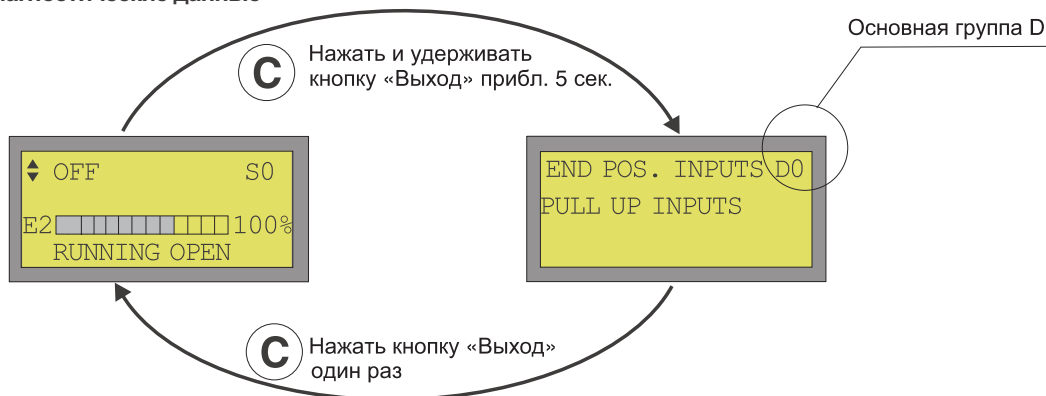 Основная группа D
C
Нажать и удерживать
кнопку «Выход» прибл. 5 сек.
OFF S0
E2 100%
RUNNING OPEN
END POS. INPUTS D0
PULL UP INPUTS
C
Нажать кнопку «Выход»
один раз